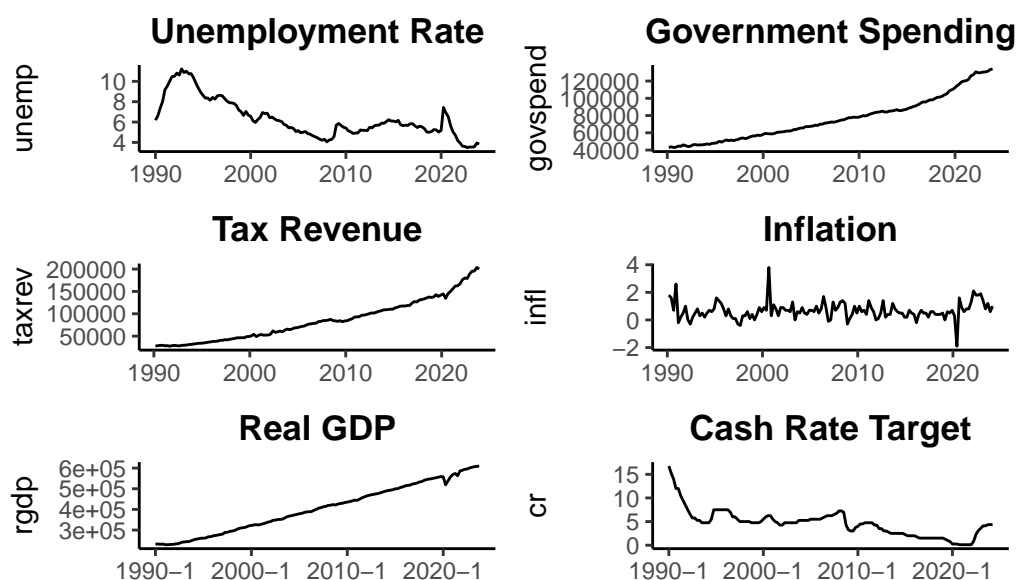 Unemployment Rate
unemp
10
8
6
4
1990 2000 2010 2020
Government Spending
govspend
120000
100000
80000
60000
40000
1990 2000 2010 2020
Tax Revenue
taxrev
200000
150000
100000
50000
1990 2000 2010 2020
Inflation
infl
4
2
0
−2
1990 2000 2010 2020
Real GDP
rgdp
6e+05
5e+05
4e+05
3e+05
1990−1 2000−1 2010−1 2020−1
Cash Rate Target
cr
15
10
5
0
1990−1 2000−1 2010−1 2020−1